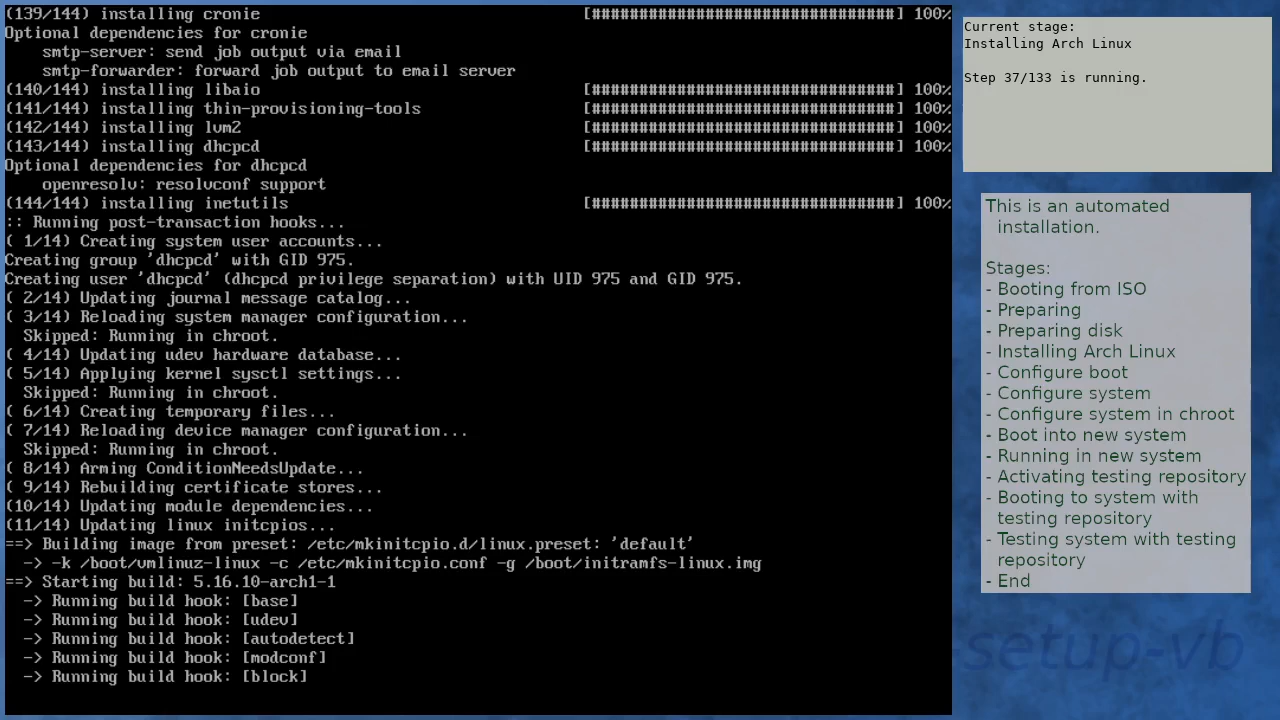 (139/144) installing cronie [################################] 100%
Optional dependencies for cronie
    smtp-server: send job output via email
    smtp-forwarder: forward job output to email server
(140/144) installing libaio [################################] 100%
(141/144) installing thin-provisioning-tools [################################] 100%
(142/144) installing lvm2 [################################] 100%
(143/144) installing dhcpcd [################################] 100%
Optional dependencies for dhcpcd
    openresolv: resolvconf support
(144/144) installing inetutils [################################] 100%
:: Running post-transaction hooks...
( 1/14) Creating system user accounts...
Creating group 'dhcpcd' with GID 975.
Creating user 'dhcpcd' (dhcpcd privilege separation) with UID 975 and GID 975.
( 2/14) Updating journal message catalog...
( 3/14) Reloading system manager configuration...
  Skipped: Running in chroot.
( 4/14) Updating udev hardware database...
( 5/14) Applying kernel sysctl settings...
  Skipped: Running in chroot.
( 6/14) Creating temporary files...
( 7/14) Reloading device manager configuration...
  Skipped: Running in chroot.
( 8/14) Arming ConditionNeedsUpdate...
( 9/14) Rebuilding certificate stores...
(10/14) Updating module dependencies...
(11/14) Updating linux initcpios...
==> Building image from preset: /etc/mkinitcpio.d/linux.preset: 'default'
  -> -k /boot/vmlinuz-linux -c /etc/mkinitcpio.conf -g /boot/initramfs-linux.img
==> Starting build: 5.16.10-arch1-1
  -> Running build hook: [base]
  -> Running build hook: [udev]
  -> Running build hook: [autodetect]
  -> Running build hook: [modconf]
  -> Running build hook: [block]
Current stage:
Installing Arch Linux
Step 37/133 is running.
This is an automated
installation.
Stages:
- Booting from ISO
- Preparing
- Preparing disk
- Installing Arch Linux
- Configure boot
- Configure system
- Configure system in chroot
- Boot into new system
- Running in new system
- Activating testing repository
- Booting to system with
testing repository
- Testing system with testing
repository
- End
-setup-vb